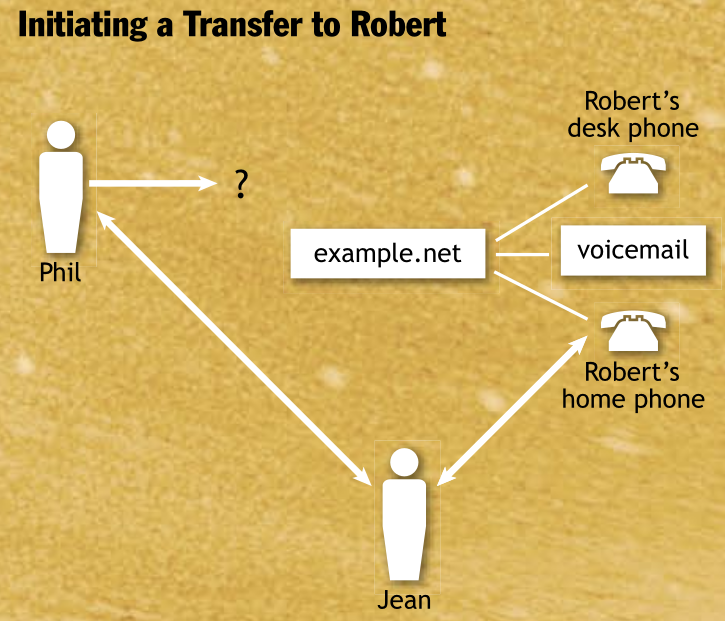 Initiating a Transfer to Robert
Robert’s
desk phone
?
example.net
voicemail
Phil
Robert’s
home phone
Jean